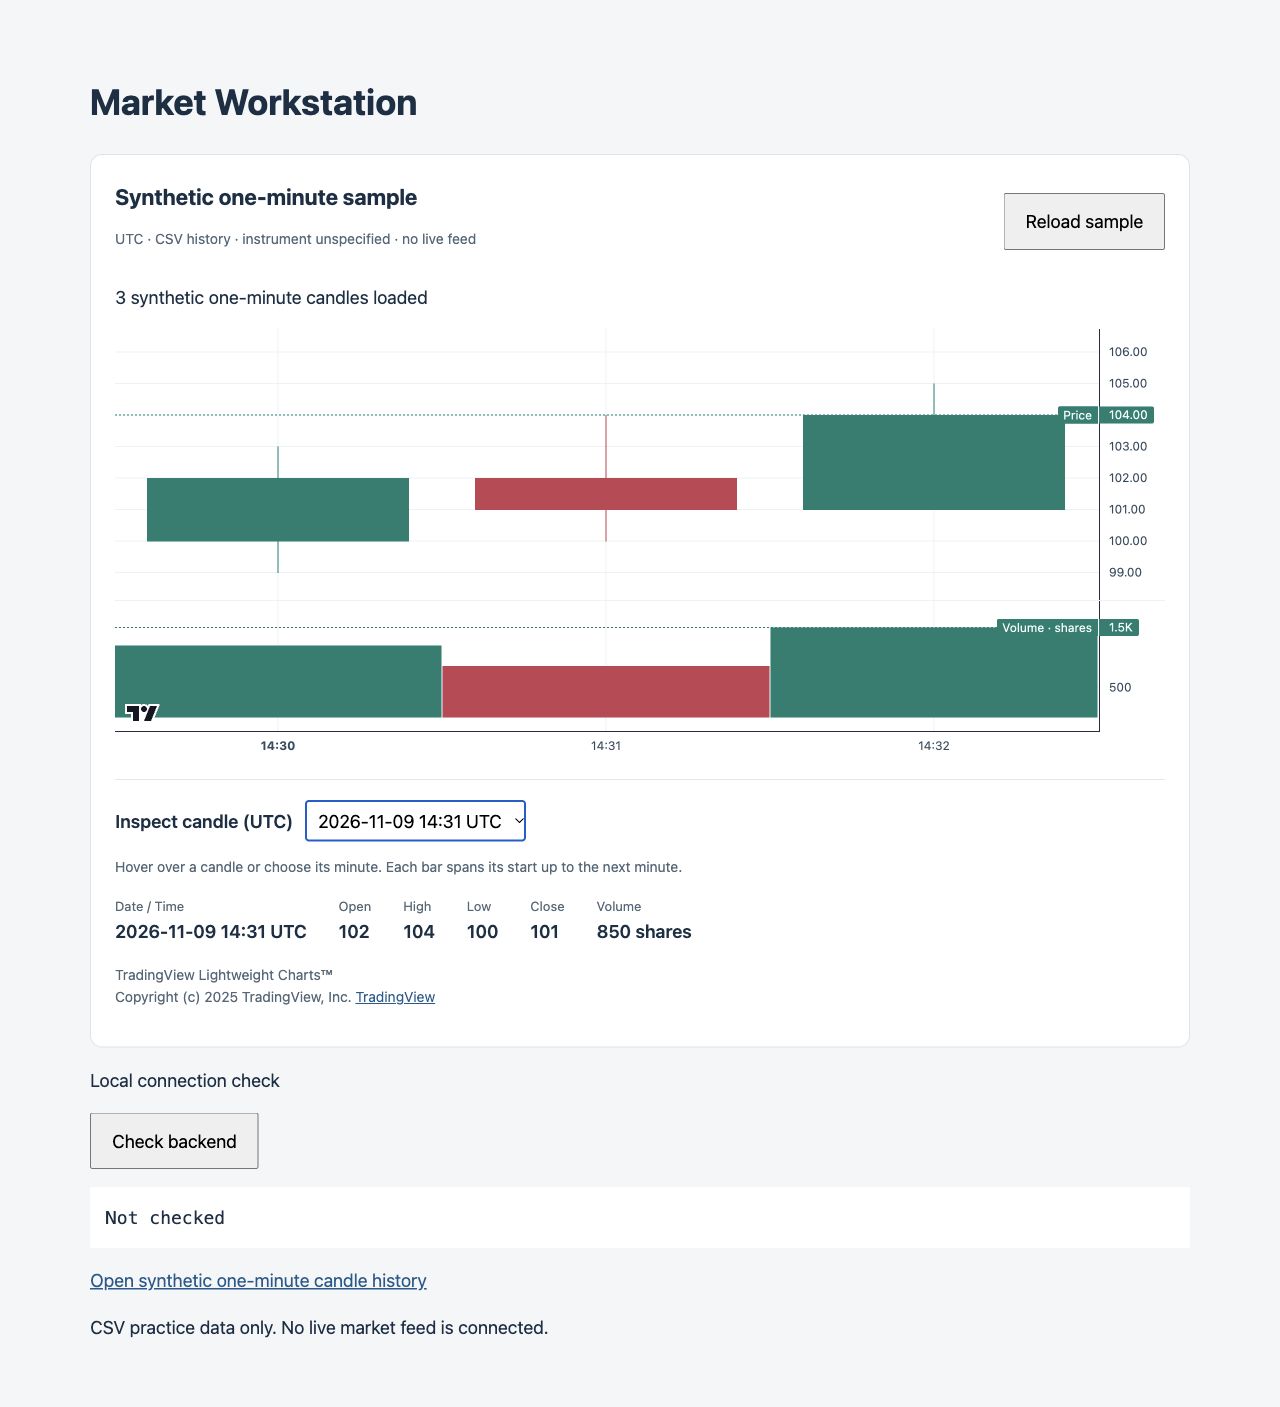 Market Workstation
Synthetic one-minute sample
Reload sample
UTC · CSV history · instrument unspecified · no live feed
3 synthetic one-minute candles loaded
106.00
105.00
Price 104.00
103.00
102.00
101.00
100.00
99.00
Volume · shares 1.5K
500
14:30 14:31 14:32
Inspect candle (UTC) 2026-11-09 14:31 UTC
Hover over a candle or choose its minute. Each bar spans its start up to the next minute.
Date / Time Open High Low Close Volume
2026-11-09 14:31 UTC 102 104 100 101 850 shares
TradingView Lightweight Charts™
Copyright (c) 2025 TradingView, Inc. TradingView
Local connection check
Check backend
Not checked
Open synthetic one-minute candle history
CSV practice data only. No live market feed is connected.